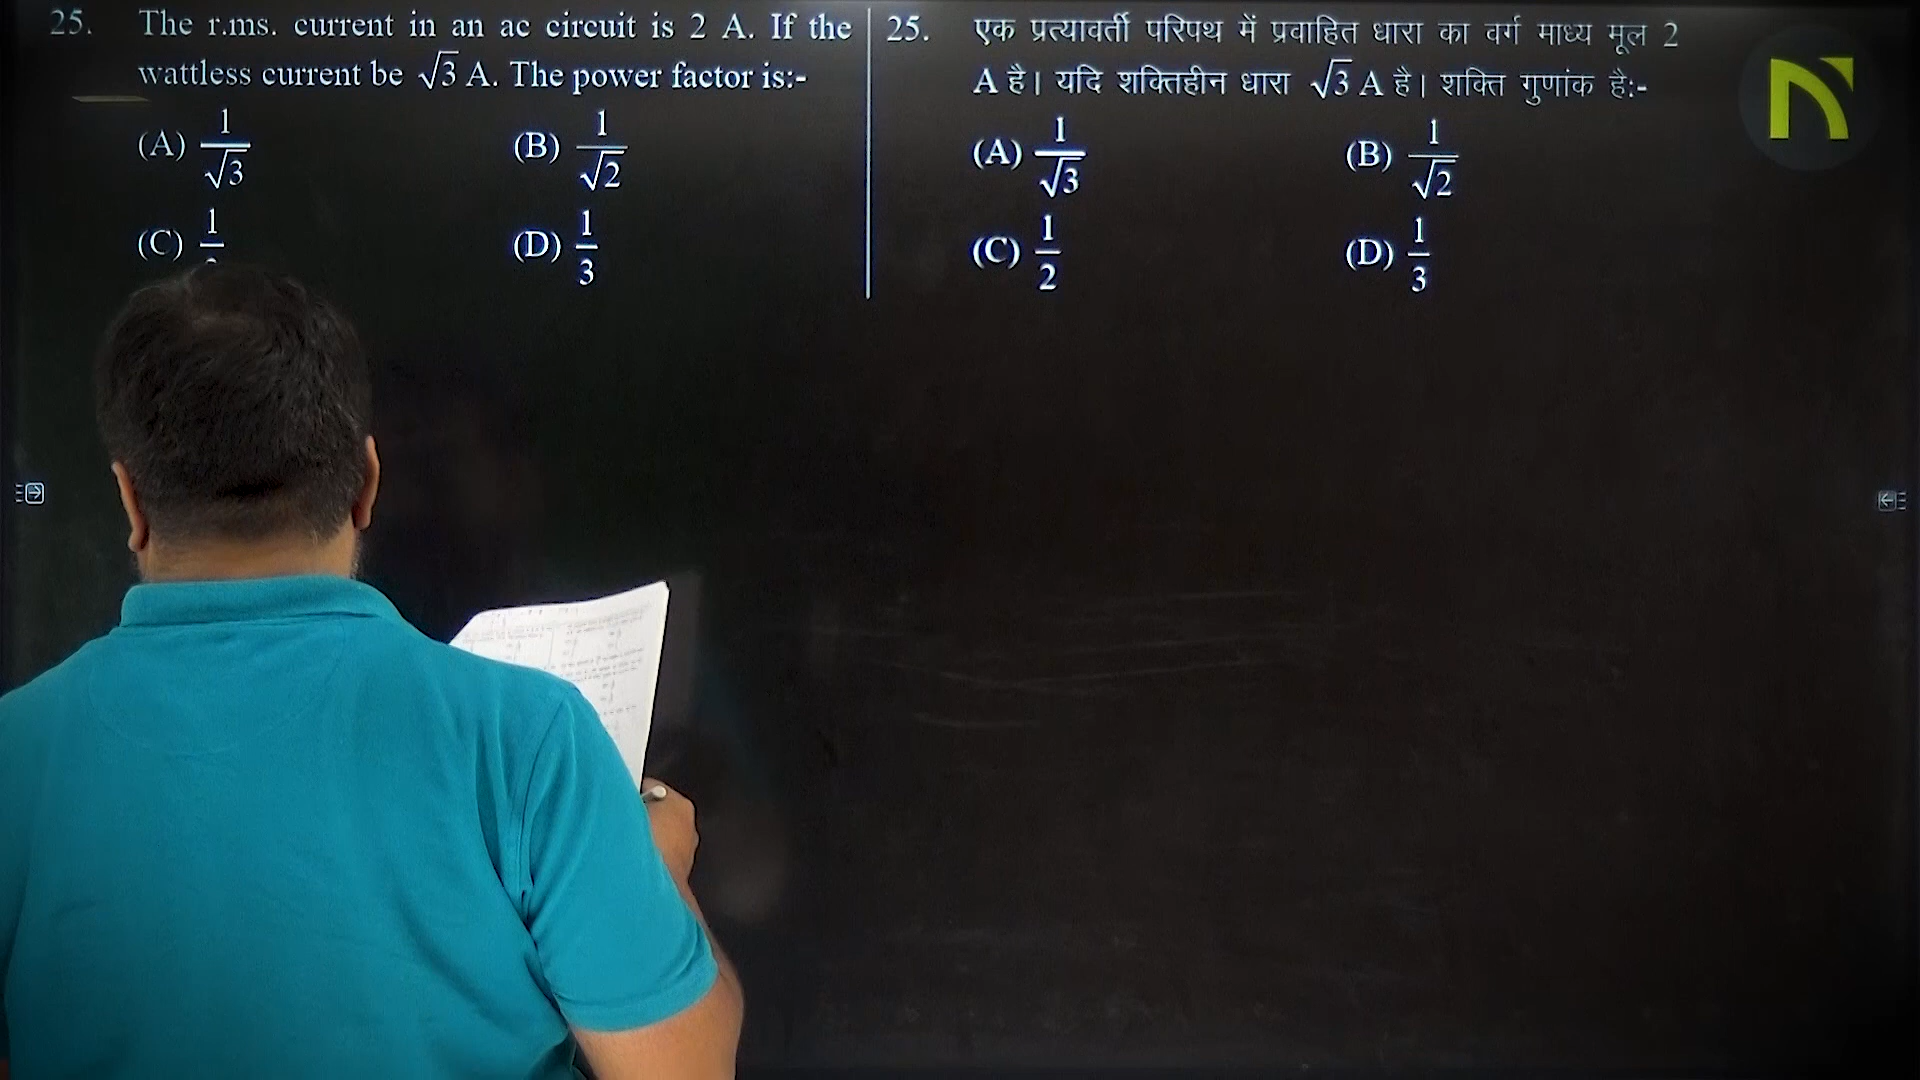 25. The r.ms. current in an ac circuit is 2 A. If the
wattless current be √3 A. The power factor is:-
(A) 1/√3 (B) 1/√2
(C) 1 (D) 1/3
25. एक प्रत्यावर्ती परिपथ में प्रवाहित धारा का वर्ग माध्य मूल 2
A है। यदि शक्तिहीन धारा √3 A है। शक्ति गुणांक है:-
(A) 1/√3 (B) 1/√2
(C) 1/2 (D) 1/3